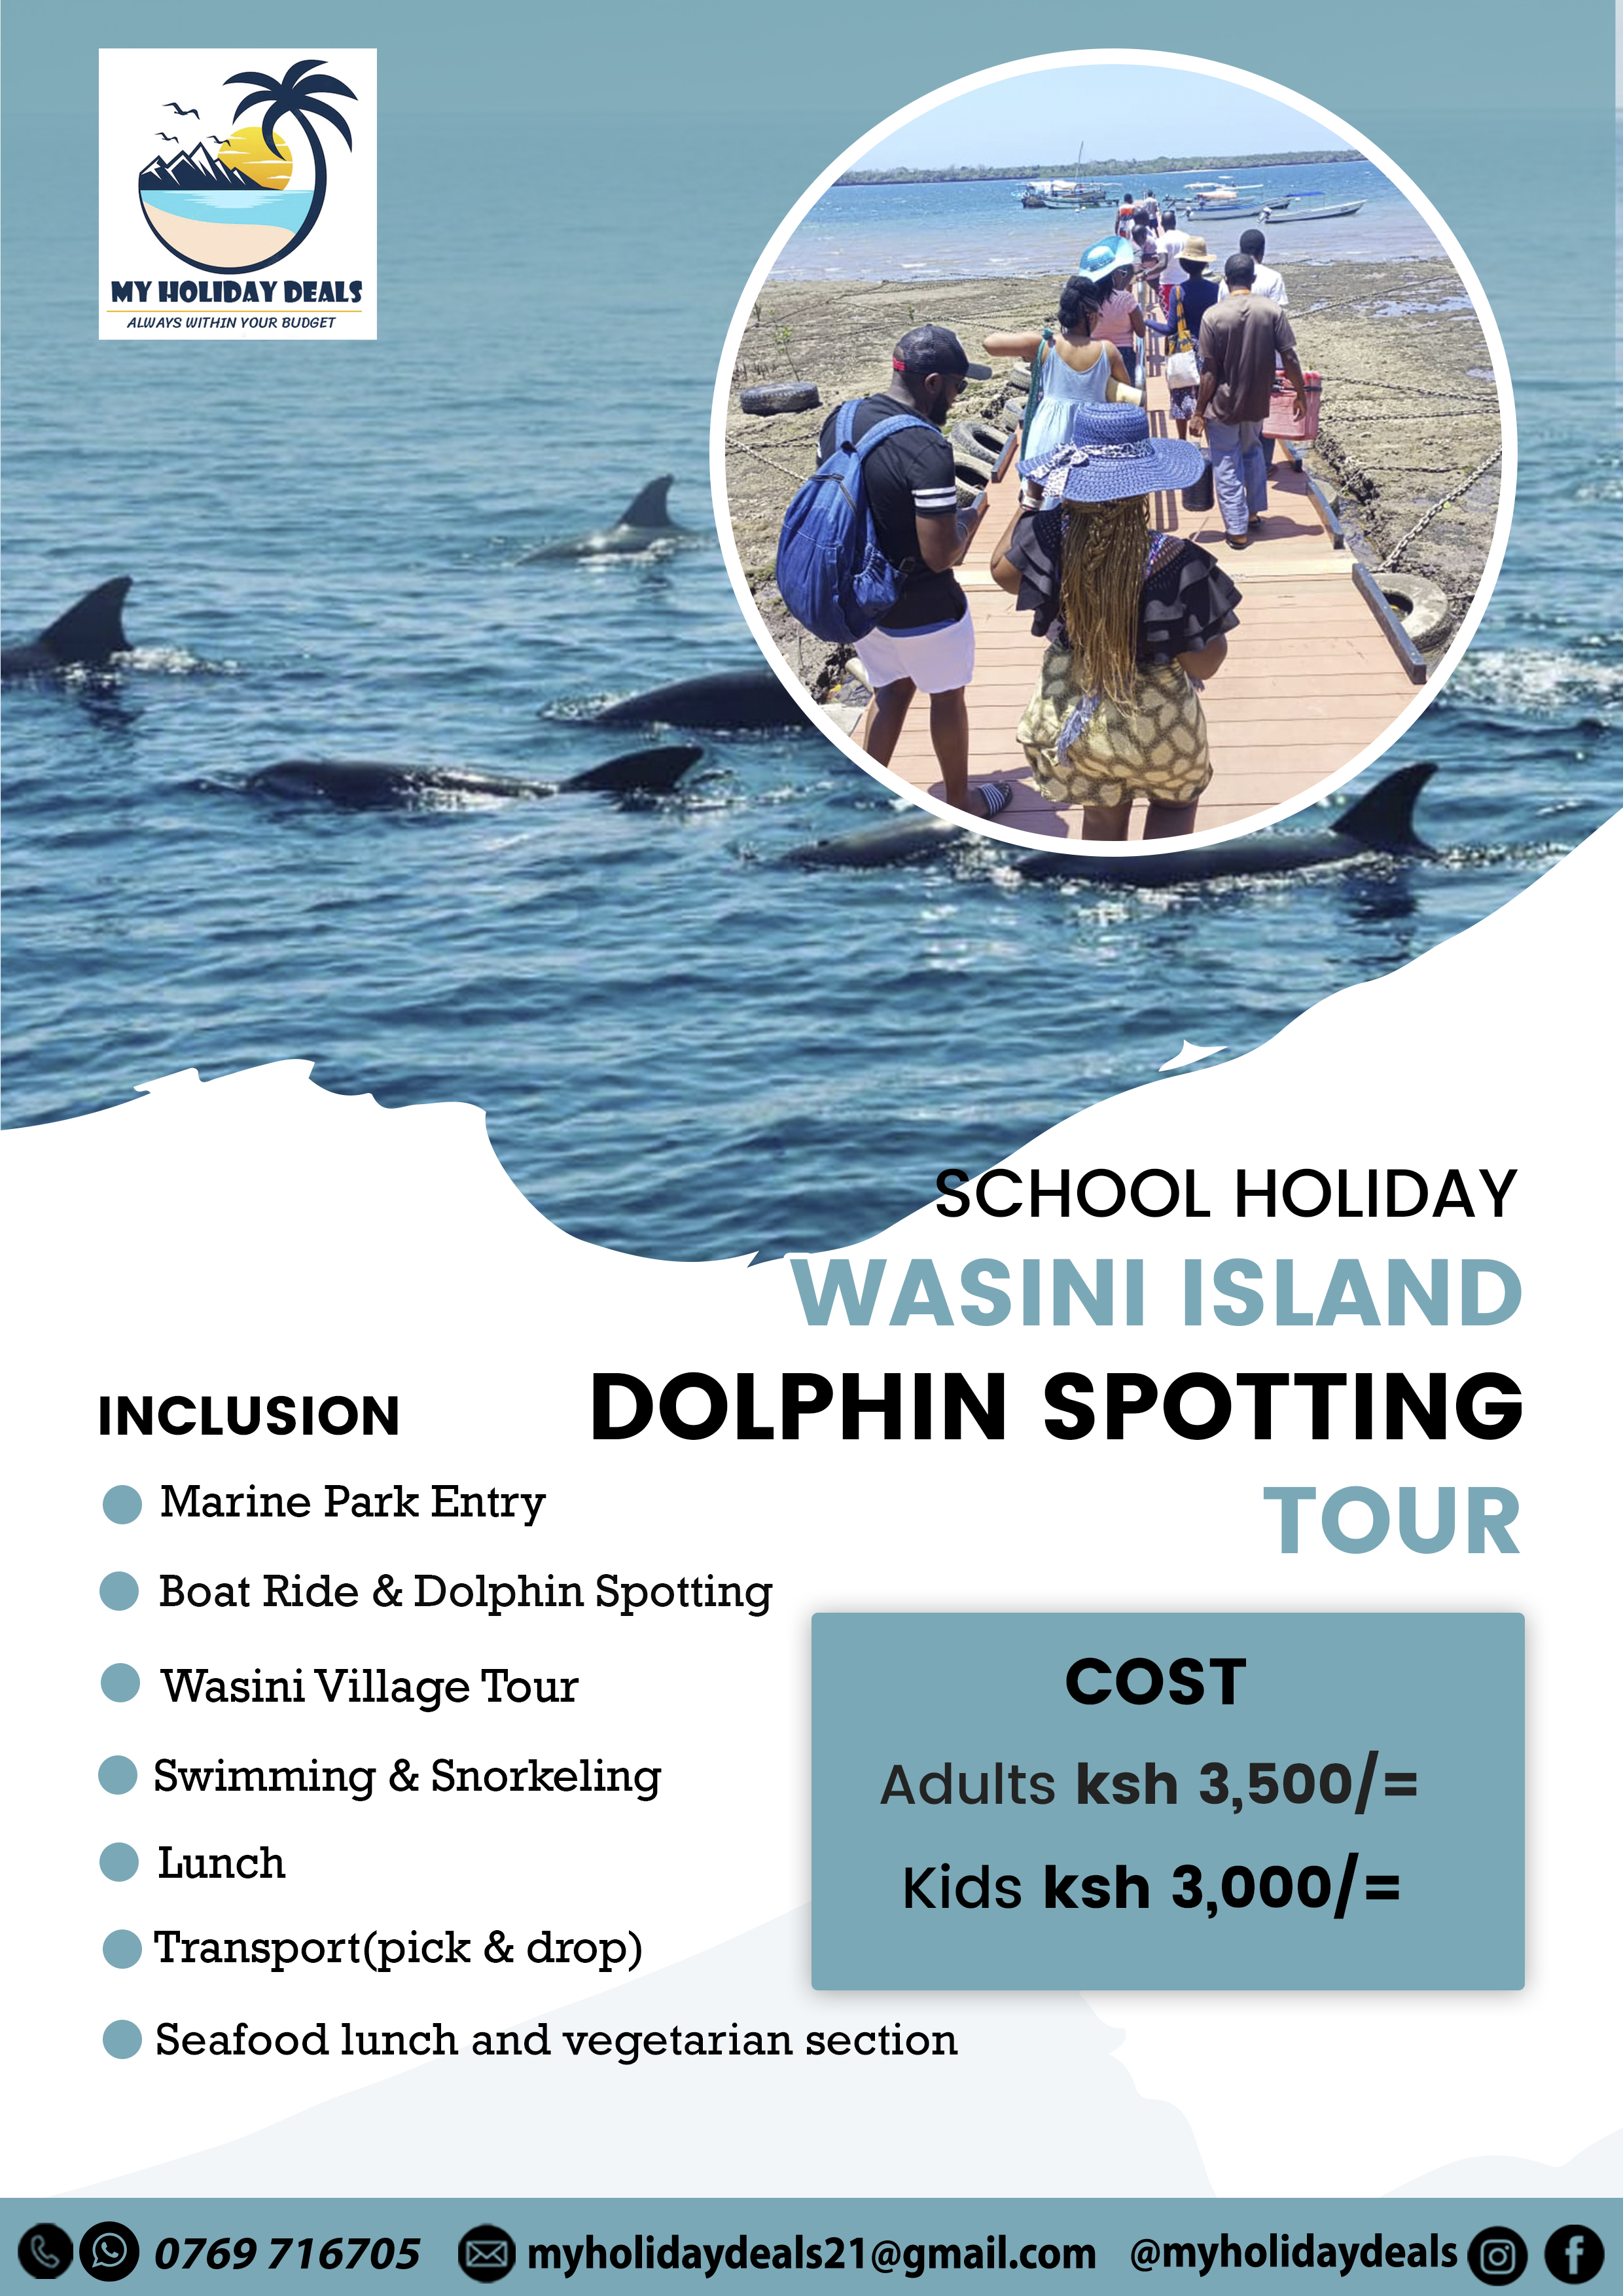 MY HOLIDAY DEALS
ALWAYS WITHIN YOUR BUDGET
SCHOOL HOLIDAY
WASINI ISLAND
DOLPHIN SPOTTING
TOUR
INCLUSION
Marine Park Entry
Boat Ride & Dolphin Spotting
Wasini Village Tour
Swimming & Snorkeling
Lunch
Transport(pick & drop)
Seafood lunch and vegetarian section
COST
Adults ksh 3,500/=
Kids ksh 3,000/=
0769 716705 myholidaydeals21@gmail.com @myholidaydeals